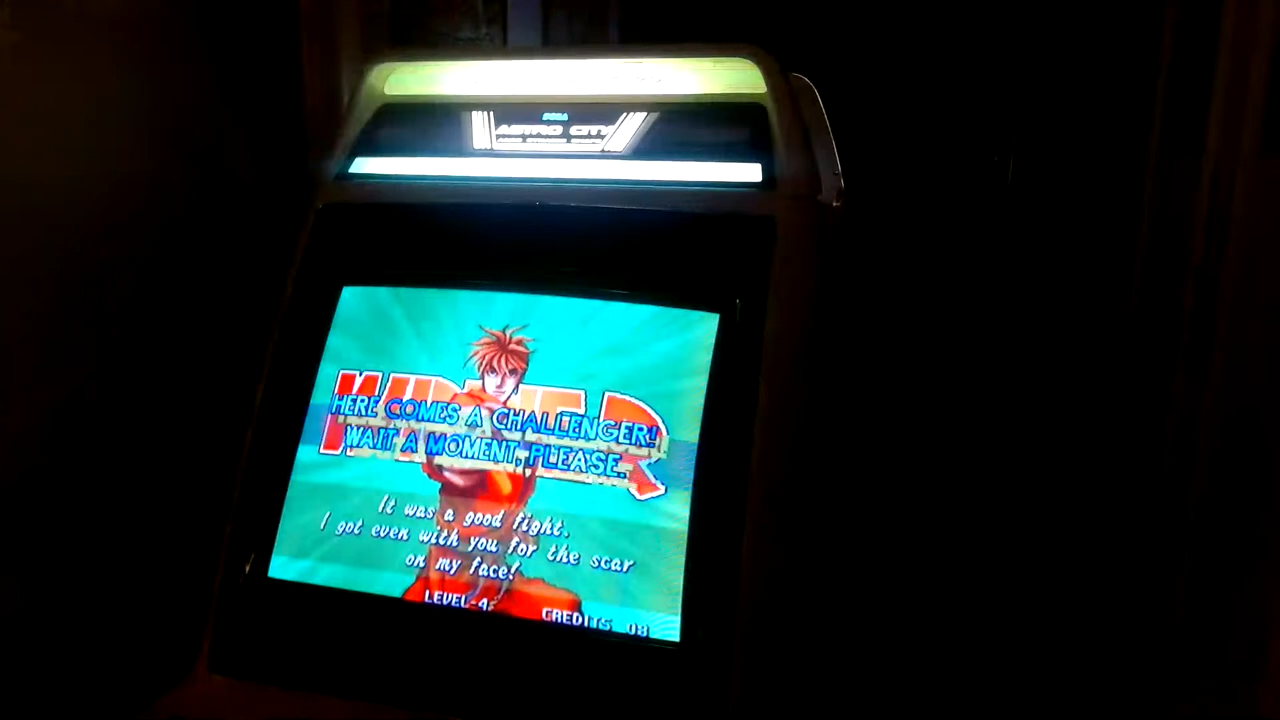 SEGA
ASTRO CITY
HERE COMES A CHALLENGER!
WAIT A MOMENT, PLEASE.
It was a good fight.
I got even with you for the scar
on my face!
LEVEL-4
CREDITS 08